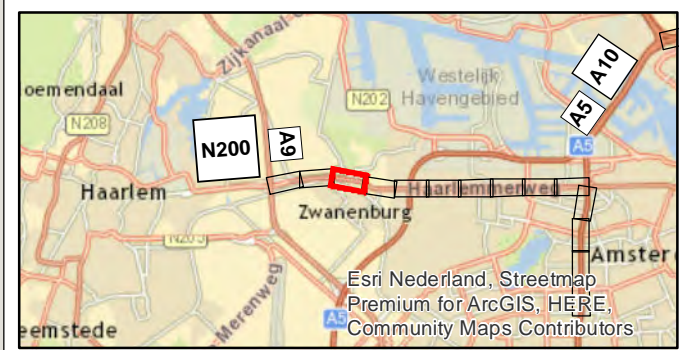 Zijkanaal C
oemendaal
Westelijk
Havengebied
N202
N208
A10
A5
A5
N200
A9
Haarlem
Haarlemmerweg
Zwanenburg
N205
Amster
-Merenweg
A5
eemstede
Esri Nederland, Streetmap
Premium for ArcGIS, HERE,
Community Maps Contributors